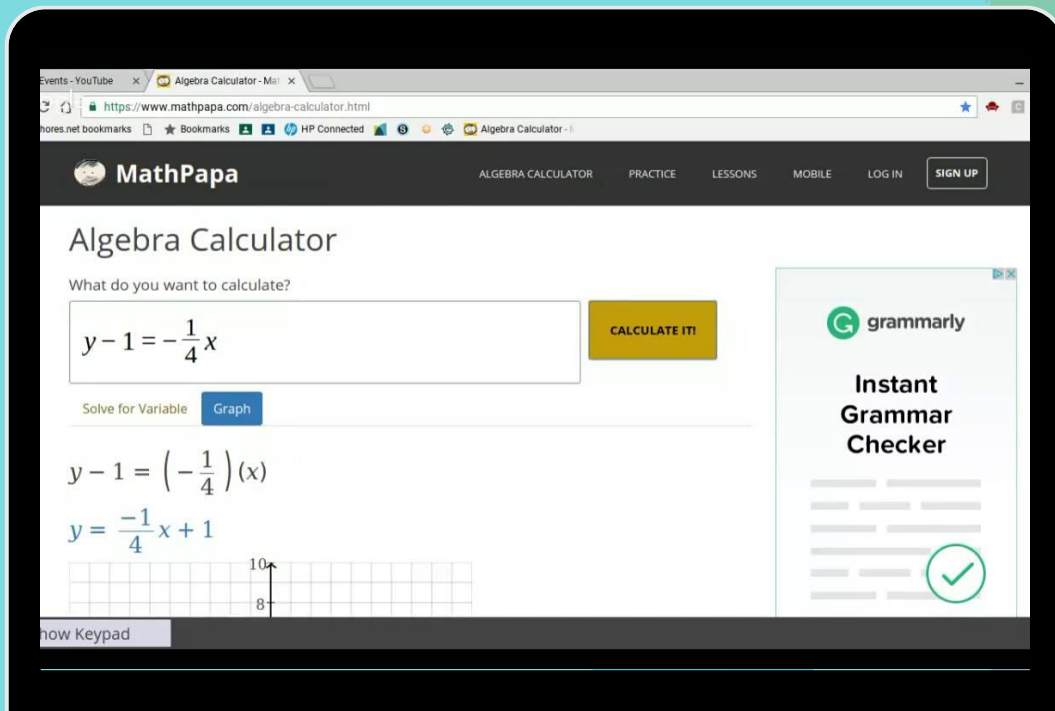 Events - YouTube
Algebra Calculator - Mat
https://www.mathpapa.com/algebra-calculator.html
hores.net bookmarks Bookmarks HP Connected Algebra Calculator -
MathPapa
ALGEBRA CALCULATOR PRACTICE LESSONS MOBILE LOG IN SIGN UP
Algebra Calculator
What do you want to calculate?
y − 1 = − 1/4 x
CALCULATE IT!
Solve for Variable Graph
y − 1 = (− 1/4) (x)
y = −1/4 x + 1
10
8
how Keypad
grammarly
Instant
Grammar
Checker